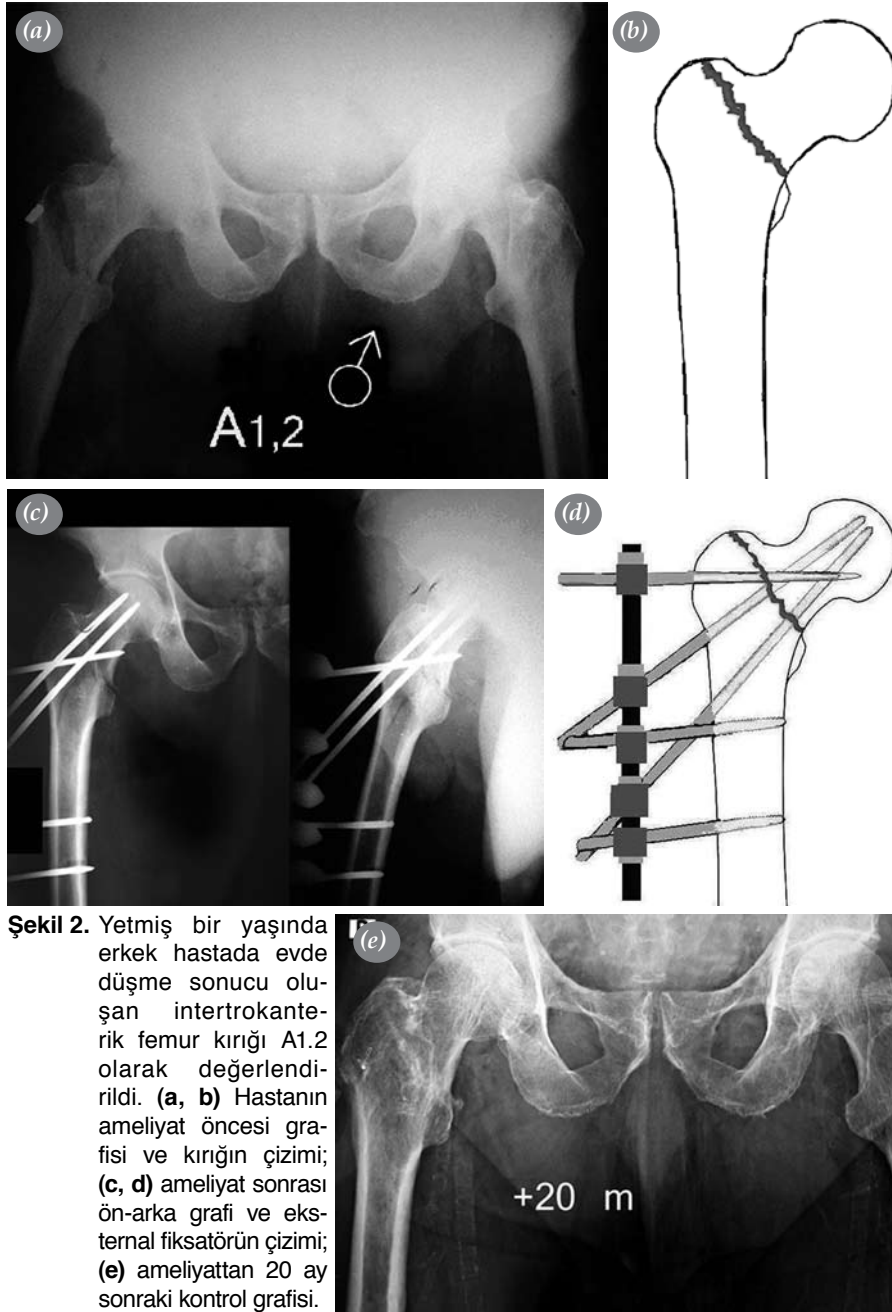 (a)
(b)
A1,2
(c)
(d)
Şekil 2. Yetmiş bir yaşında
erkek hastada evde
düşme sonucu olu-
şan intertrokante-
rik femur kırığı A1.2
olarak değerlendi-
rildi. (a, b) Hastanın
ameliyat öncesi gra-
fisi ve kırığın çizimi;
(c, d) ameliyat sonrası
ön-arka grafi ve eks-
ternal fiksatörün çizimi;
(e) ameliyattan 20 ay
sonraki kontrol grafisi.
(e)
+20 m